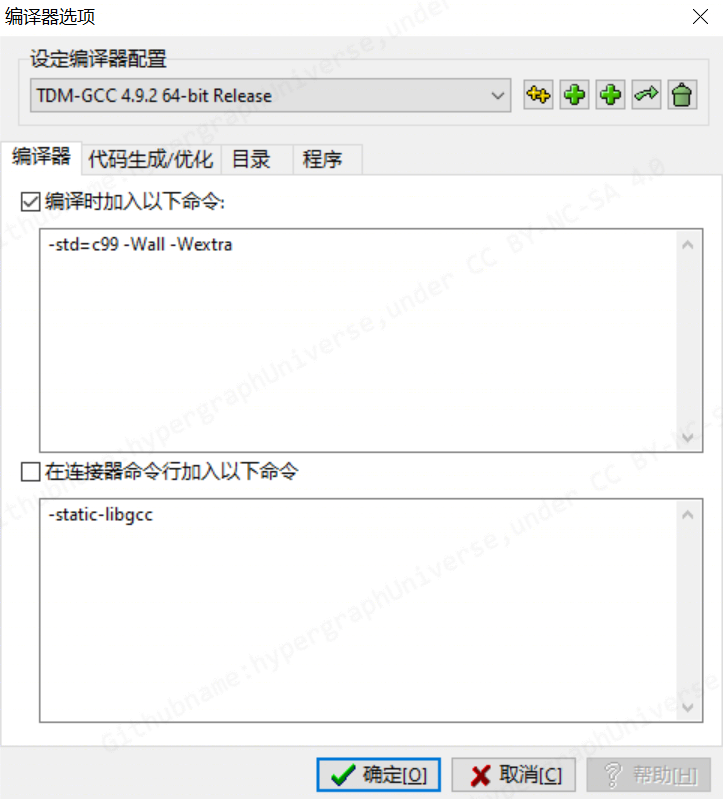 编译器选项
设定编译器配置
TDM-GCC 4.9.2 64-bit Release
编译器 代码生成/优化 目录 程序
编译时加入以下命令:
-std=c99 -Wall -Wextra
在连接器命令行加入以下命令
-static-libgcc
确定[O] 取消[C] 帮助[H]
Githubname:hypergraphUniverse,under CC BY-NC-SA 4.0